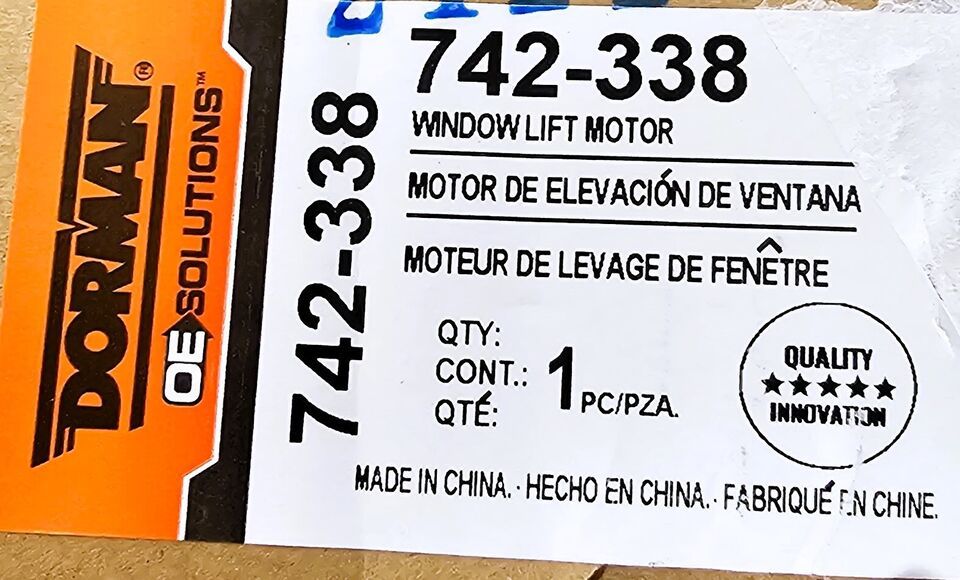 DORMAN®
OE SOLUTIONS™
742-338
742-338
WINDOW LIFT MOTOR
MOTOR DE ELEVACIÓN DE VENTANA
MOTEUR DE LEVAGE DE FENÊTRE
QTY:
CONT.:
QTÉ:
1 PC/PZA.
QUALITY
★★★★★
INNOVATION
MADE IN CHINA. · HECHO EN CHINA. · FABRIQUÉ EN CHINE.